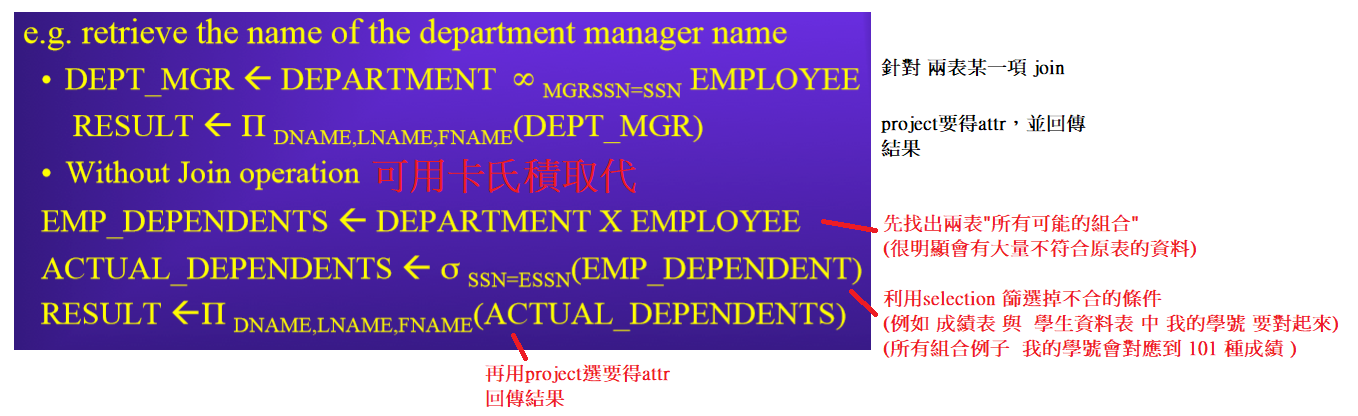 e.g. retrieve the name of the department manager name
• DEPT_MGR ← DEPARTMENT ∞ MGRSSN=SSN EMPLOYEE
RESULT ← Π DNAME,LNAME,FNAME(DEPT_MGR)
• Without Join operation 可用卡氏積取代
EMP_DEPENDENTS ← DEPARTMENT X EMPLOYEE
ACTUAL_DEPENDENTS ← σ SSN=ESSN(EMP_DEPENDENT)
RESULT ←Π DNAME,LNAME,FNAME(ACTUAL_DEPENDENTS)
針對 兩表某一項 join
project要得attr，並回傳
結果
先找出兩表"所有可能的組合"
(很明顯會有大量不符合原表的資料)
利用selection 篩選掉不合的條件
(例如 成績表 與 學生資料表 中 我的學號 要對起來)
(所有組合例子 我的學號會對應到 101 種成績 )
再用project選要得attr
回傳結果